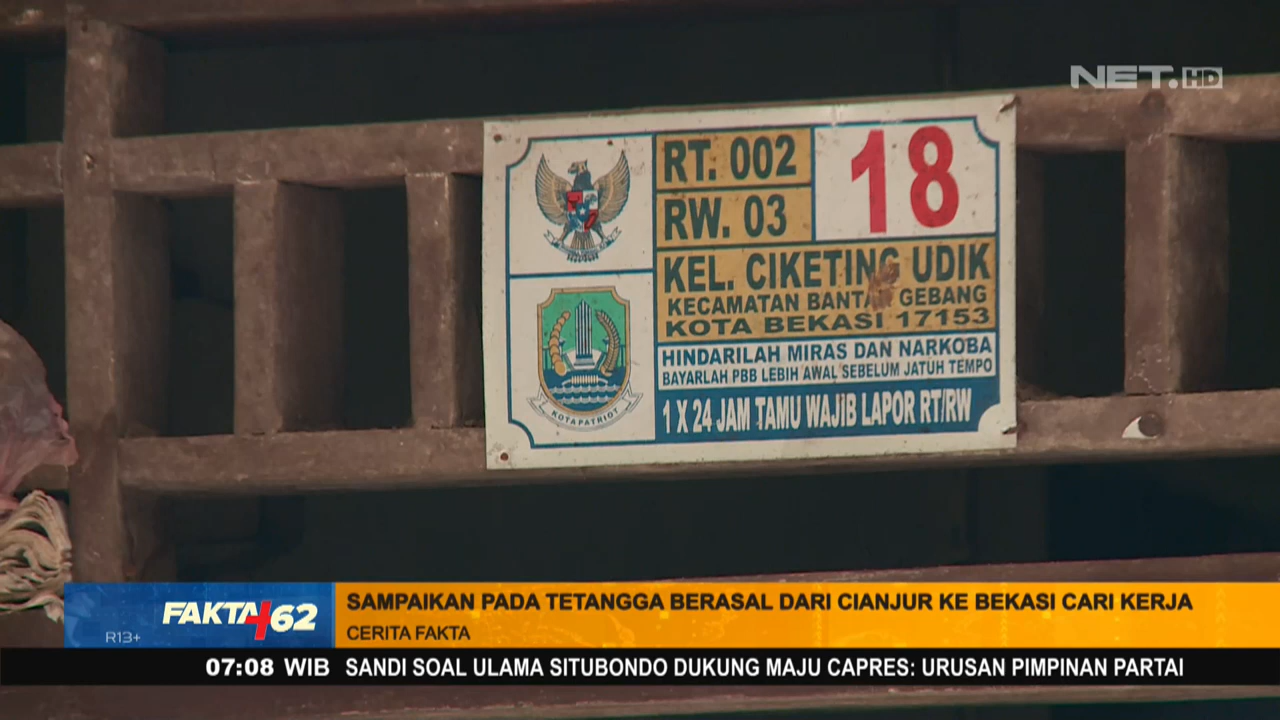 NET. HD
RT: 002
18
RW. 03
KEL. CIKETING UDIK
KECAMATAN BANTAR GEBANG
KOTA BEKASI 17153
HINDARILAH MIRAS DAN NARKOBA
BAYARLAH PBB LEBIH AWAL SEBELUM JATUH TEMPO
1 X 24 JAM TAMU WAJiB LAPOR RT/RW
KOTA PATRIOT
FAKTA +62
R13+
SAMPAIKAN PADA TETANGGA BERASAL DARI CIANJUR KE BEKASI CARI KERJA
CERITA FAKTA
07:08 WIB SANDI SOAL ULAMA SITUBONDO DUKUNG MAJU CAPRES: URUSAN PIMPINAN PARTAI